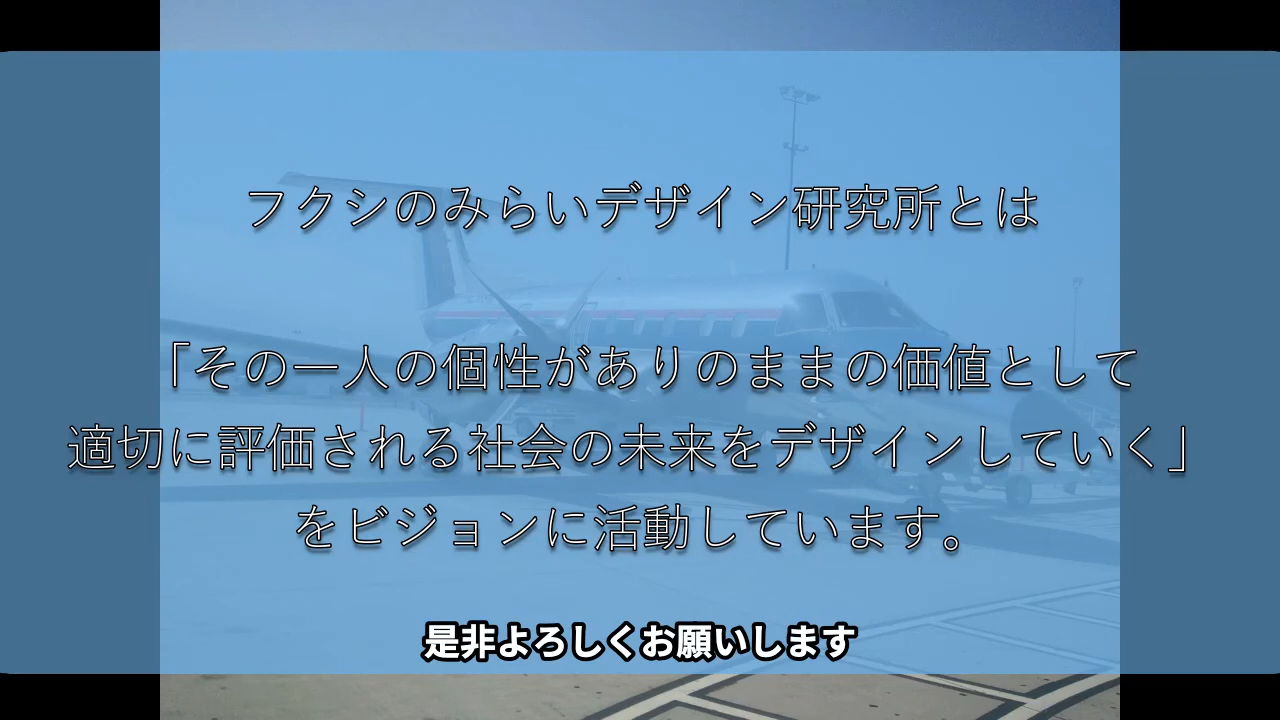 フクシのみらいデザイン研究所とは
「その一人の個性がありのままの価値として
適切に評価される社会の未来をデザインしていく」
をビジョンに活動しています。
是非よろしくお願いします